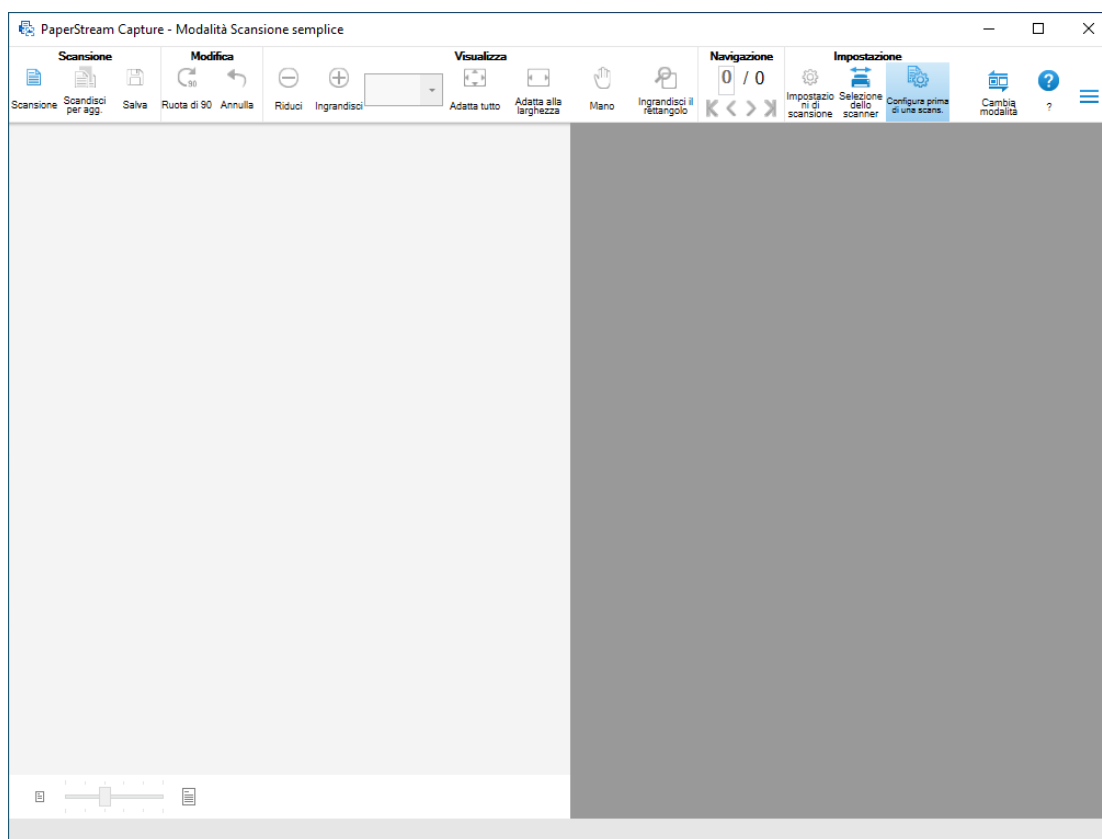 PaperStream Capture - Modalità Scansione semplice
Scansione
Modifica
Visualizza
Navigazione
Impostazione
90
0 / 0
Scansione
Scandisci
per agg.
Salva
Ruota di 90
Annulla
Riduci
Ingrandisci
Adatta tutto
Adatta alla
larghezza
Mano
Ingrandisci il
rettangolo
Impostazio
ni di
scansione
Selezione
dello
scanner
Configura prima
di una scans.
Cambia
modalità
?
?